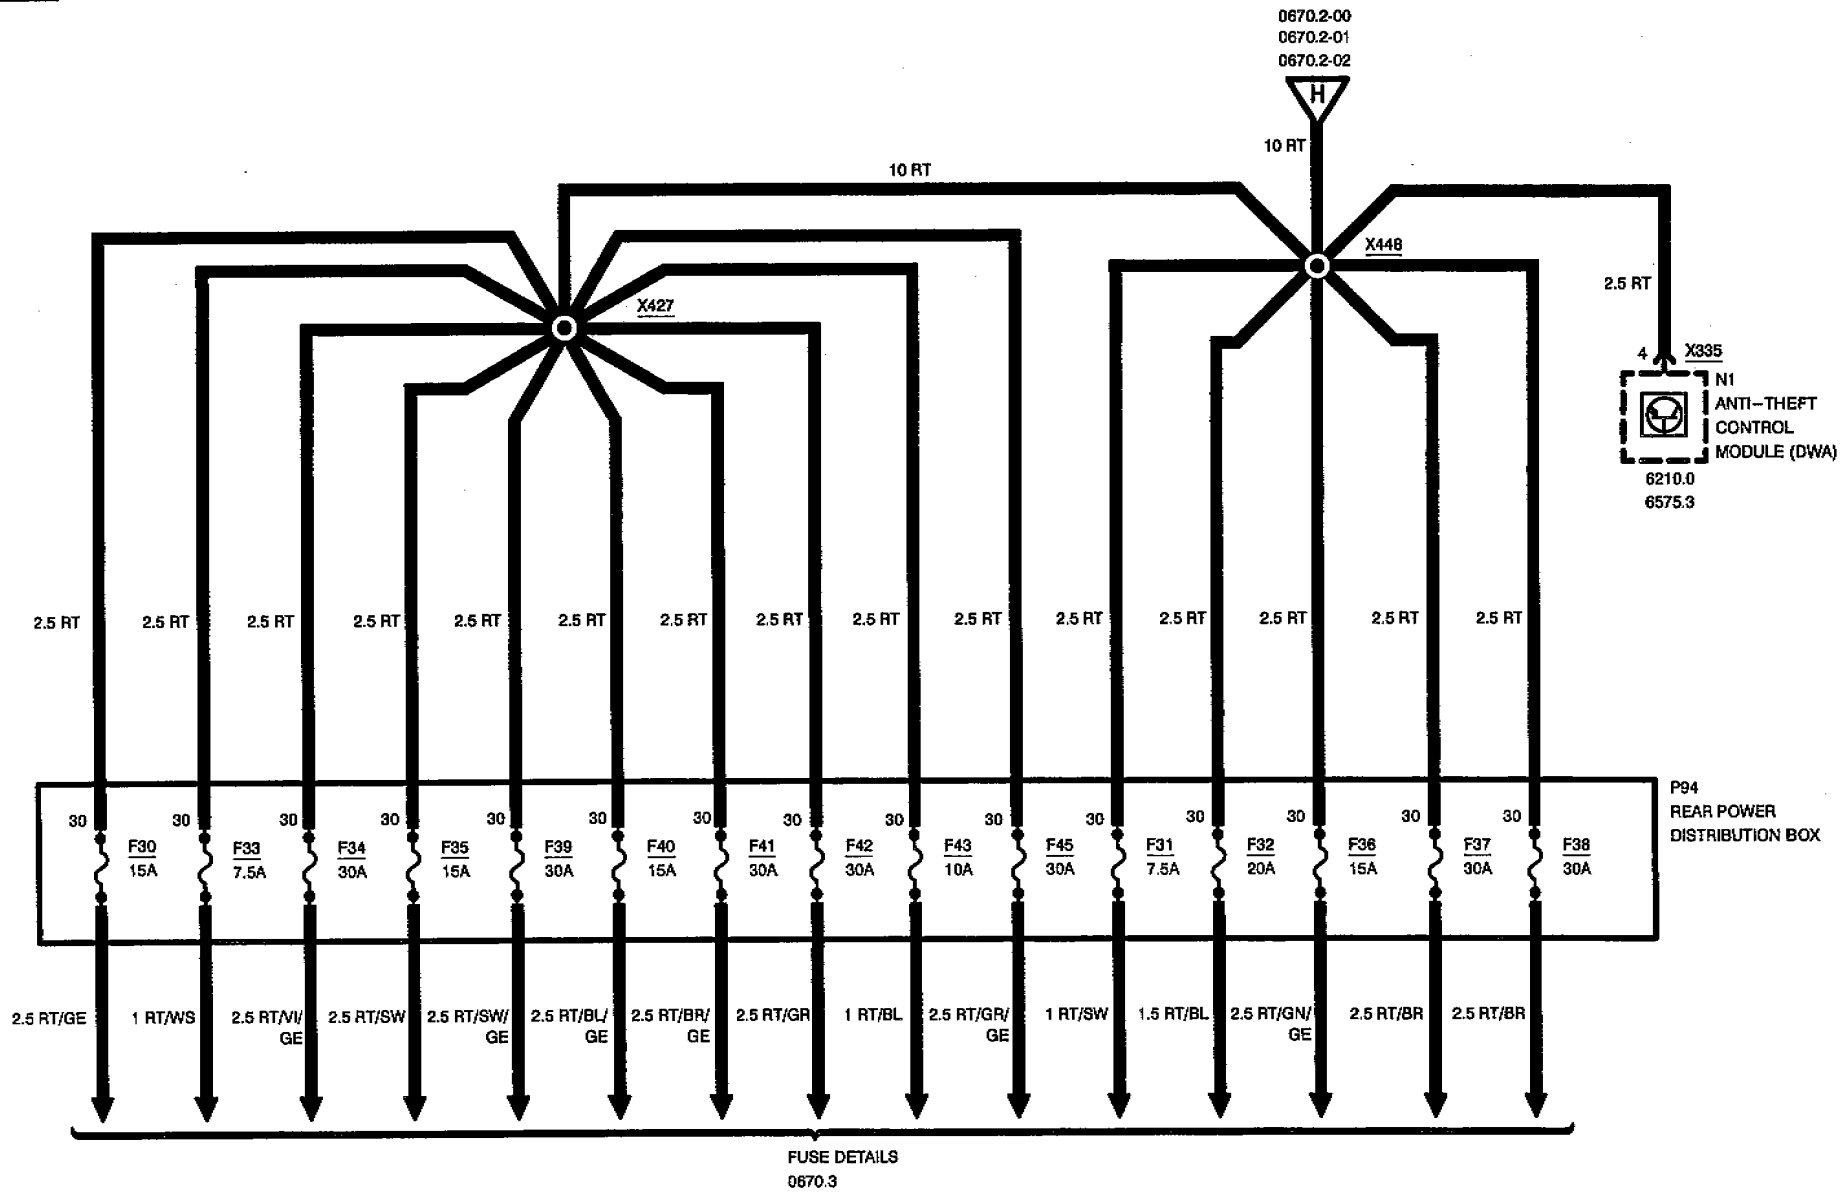 0670.2-00
0670.2-01
0670.2-02
H
10 RT
10 RT
X448
X427
2.5 RT
4
X335
N1
ANTI-THEFT
CONTROL
MODULE (DWA)
6210.0
6575.3
2.5 RT 2.5 RT 2.5 RT 2.5 RT 2.5 RT 2.5 RT 2.5 RT 2.5 RT 2.5 RT 2.5 RT 2.5 RT 2.5 RT 2.5 RT 2.5 RT 2.5 RT
P94
REAR POWER
DISTRIBUTION BOX
30 30 30 30 30 30 30 30 30 30 30 30 30 30 30
F30 F33 F34 F35 F39 F40 F41 F42 F43 F45 F31 F32 F36 F37 F38
15A 7.5A 30A 15A 30A 15A 30A 30A 10A 30A 7.5A 20A 15A 30A 30A
2.5 RT/GE 1 RT/WS 2.5 RT/VI/ 2.5 RT/SW 2.5 RT/SW/ 2.5 RT/BL/ 2.5 RT/BR/ 2.5 RT/GR 1 RT/BL 2.5 RT/GR/ 1 RT/SW 1.5 RT/BL 2.5 RT/GN/ 2.5 RT/BR 2.5 RT/BR
GE GE GE GE GE GE
FUSE DETAILS
0670.3